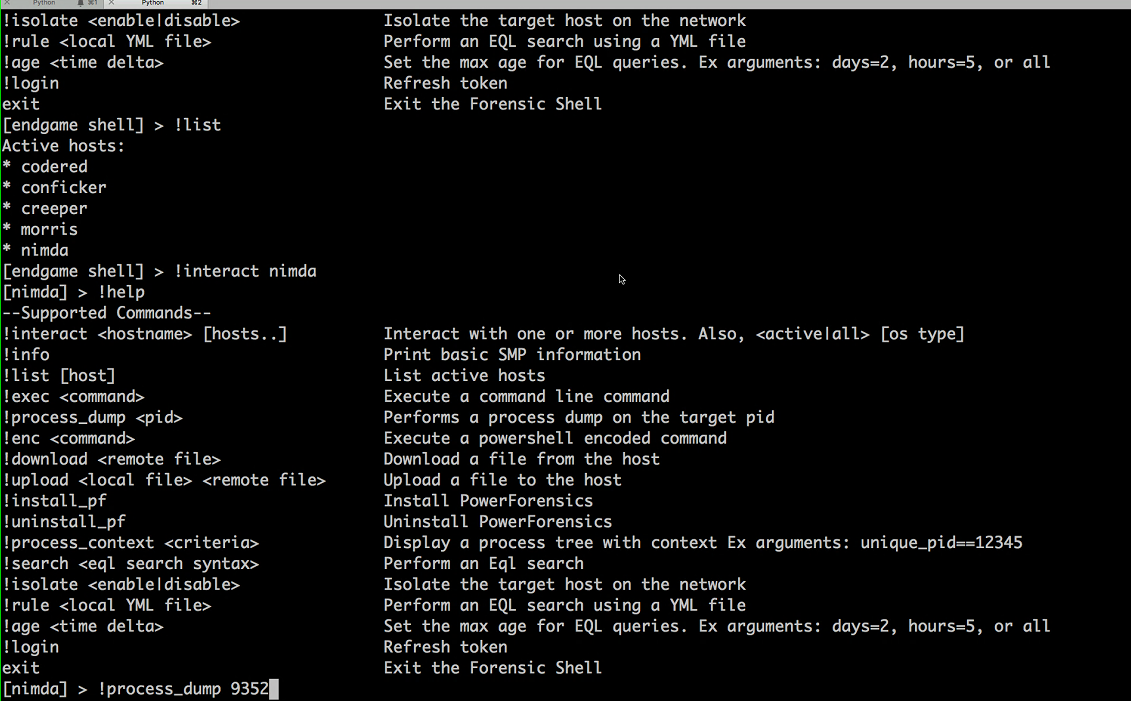 Python ⌘1 Python ⌘2
!isolate <enable|disable> Isolate the target host on the network
!rule <local YML file> Perform an EQL search using a YML file
!age <time delta> Set the max age for EQL queries. Ex arguments: days=2, hours=5, or all
!login Refresh token
exit Exit the Forensic Shell
[endgame shell] > !list
Active hosts:
* codered
* conficker
* creeper
* morris
* nimda
[endgame shell] > !interact nimda
[nimda] > !help
--Supported Commands--
!interact <hostname> [hosts..] Interact with one or more hosts. Also, <active|all> [os type]
!info Print basic SMP information
!list [host] List active hosts
!exec <command> Execute a command line command
!process_dump <pid> Performs a process dump on the target pid
!enc <command> Execute a powershell encoded command
!download <remote file> Download a file from the host
!upload <local file> <remote file> Upload a file to the host
!install_pf Install PowerForensics
!uninstall_pf Uninstall PowerForensics
!process_context <criteria> Display a process tree with context Ex arguments: unique_pid==12345
!search <eql search syntax> Perform an Eql search
!isolate <enable|disable> Isolate the target host on the network
!rule <local YML file> Perform an EQL search using a YML file
!age <time delta> Set the max age for EQL queries. Ex arguments: days=2, hours=5, or all
!login Refresh token
exit Exit the Forensic Shell
[nimda] > !process_dump 9352